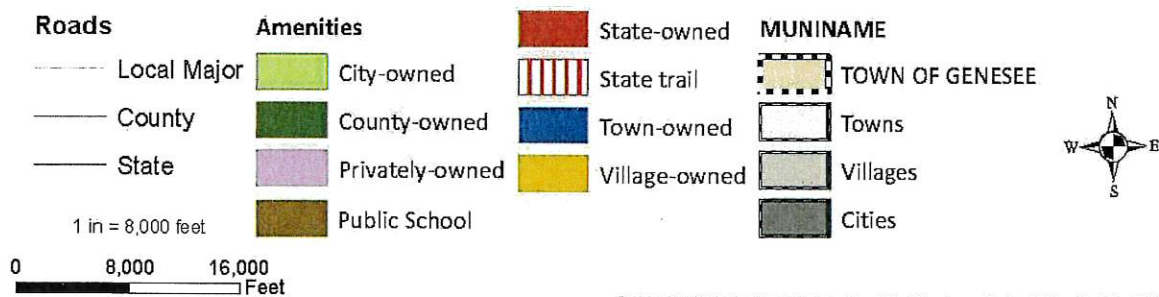 Roads
Local Major
County
State
1 in = 8,000 feet
0 8,000 16,000
Feet
Amenities
City-owned
County-owned
Privately-owned
Public School
State-owned
State trail
Town-owned
Village-owned
MUNINAME
TOWN OF GENESEE
Towns
Villages
Cities
N
W E
S